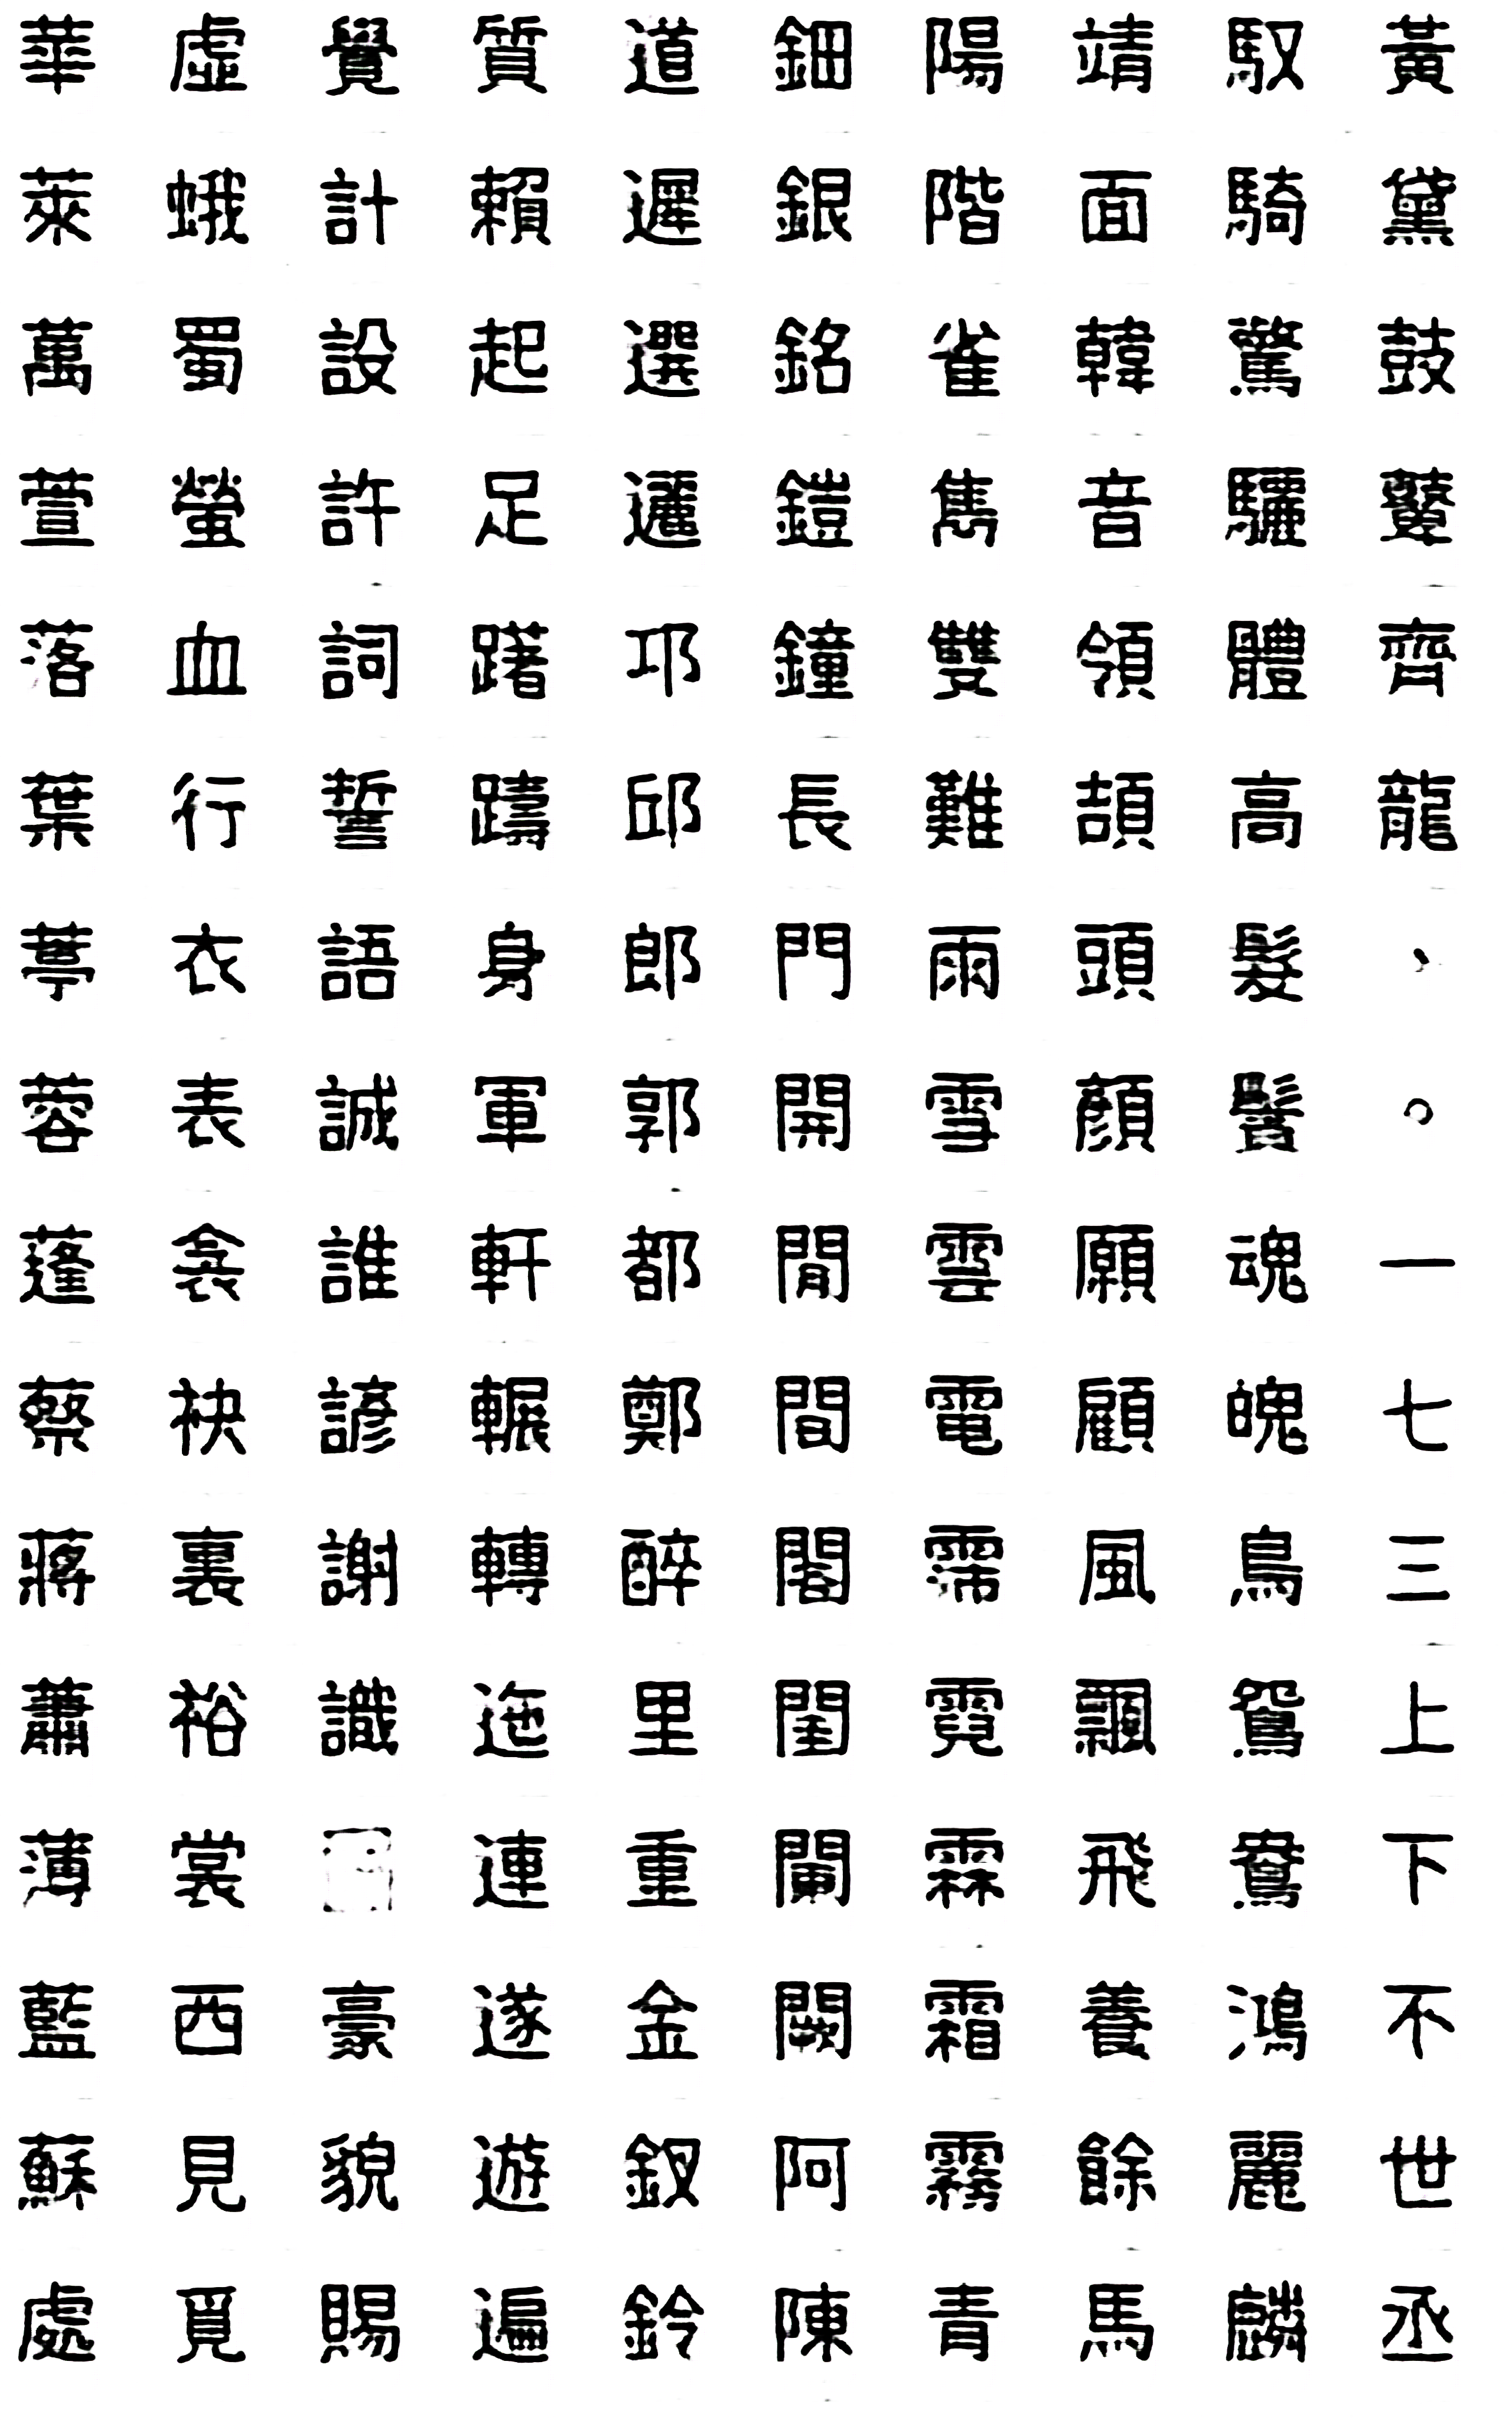 華萊萬萱落葉葶蓉蓬蔡蔣蕭薄藍蘇處
虛蛾蜀螢血行衣表衾袂裏裕裳西見覓
覺計設許詞誓語誠誰諺謝識豪貌賜
質賴起足躇躊身軍軒輾轉迤連遂遊遍
道遲選邐邛邱郎郭都鄭醉里重金釵鈴
鈿銀銘鎧鐘長門開閒間閣閨闌闕阿陳
陽階雀雋雙難雨雪雲電霈霓霖霜霧青
靖面韓音領頡頭顏願顧風飄飛養餘馬
馭騎驚驪體高髮鬢魂魄鳥鴛鴦鴻麗麟
黃黛鼓鼙齊龍、。一七三上下不世丞